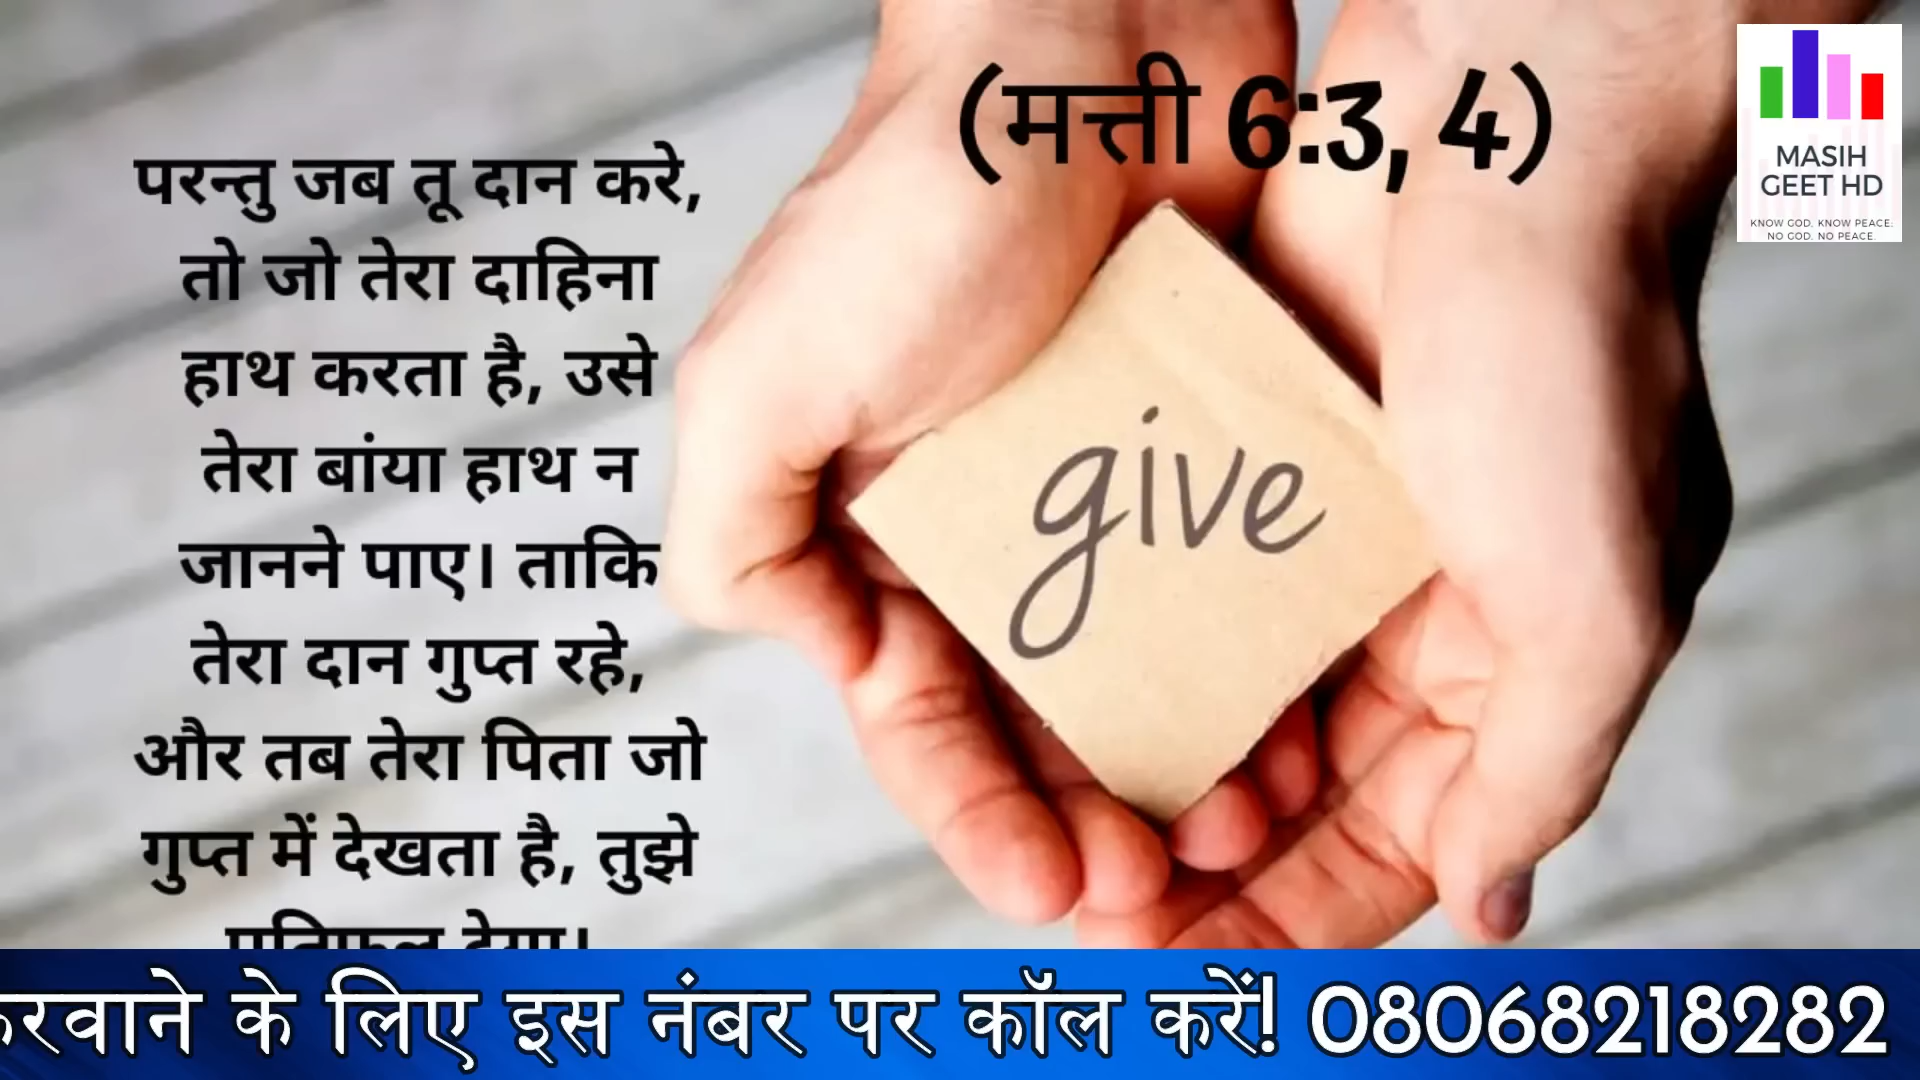 (मत्ती 6:3, 4)
MASIH
GEET HD
KNOW GOD, KNOW PEACE:
NO GOD, NO PEACE
परन्तु जब तू दान करे,
तो जो तेरा दाहिना
हाथ करता है, उसे
तेरा बांया हाथ न
जानने पाए। ताकि
तेरा दान गुप्त रहे,
और तब तेरा पिता जो
गुप्त में देखता है, तुझे
give
के लिए इस नंबर पर कॉल करें! 08068218282